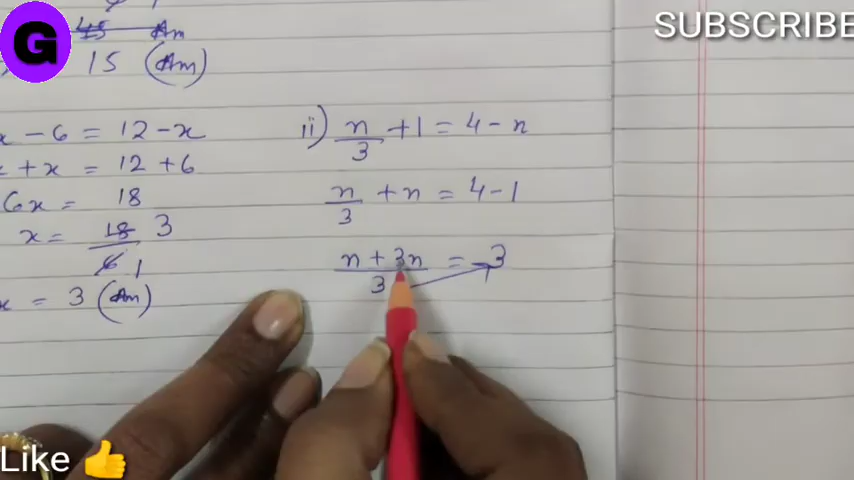 G
SUBSCRIBE
15 (Am)
x - 6 = 12 - x
+ x = 12 + 6
6x = 18
x = 18 3
6 1
x = 3 (Am)
ii) n/3 + 1 = 4 - n
n/3 + n = 4 - 1
n + 3n/3 = 3/1
Like